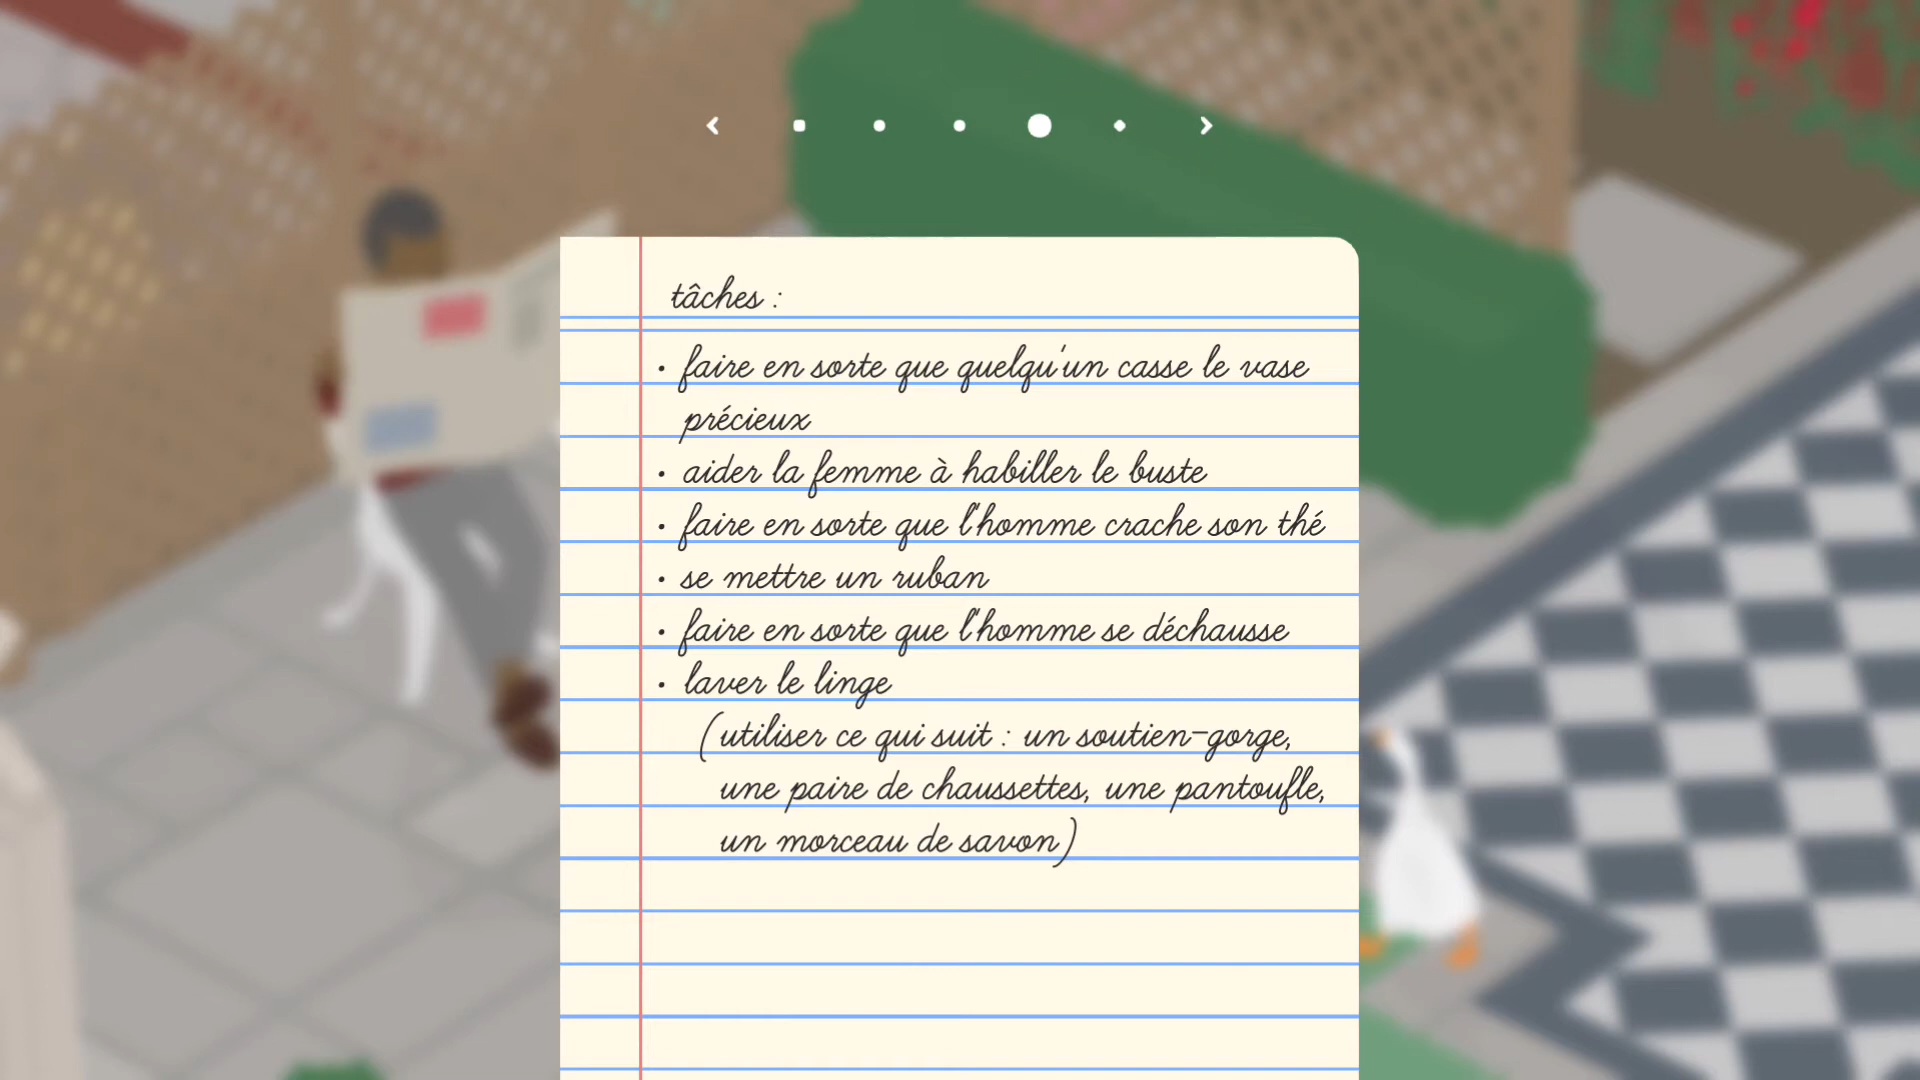 tâches :
• faire en sorte que quelqu'un casse le vase
précieux
• aider la femme à habiller le buste
• faire en sorte que l'homme crache son thé
• se mettre un ruban
• faire en sorte que l'homme se déchausse
• laver le linge
(utiliser ce qui suit : un soutien-gorge,
une paire de chaussettes, une pantoufle,
un morceau de savon)